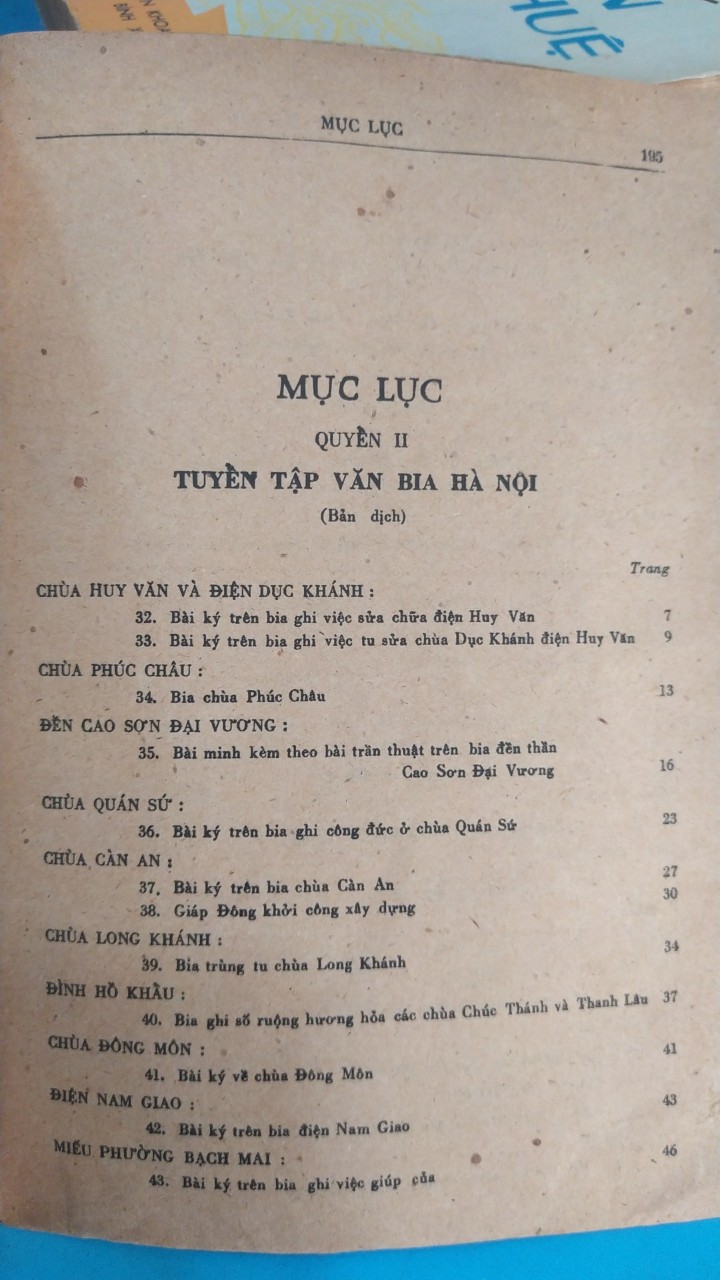 N KHOA
BÌNH X
N
HUỆ
MỤC LỤC
195
MỤC LỤC
QUYỂN II
TUYỂN TẬP VĂN BIA HÀ NỘI
(Bản dịch)
Trang
CHÙA HUY VĂN VÀ ĐIỆN DỤC KHÁNH :
32. Bài ký trên bia ghi việc sửa chữa điện Huy Văn 7
33. Bài ký trên bia ghi việc tu sửa chùa Dục Khánh điện Huy Văn 9
CHÙA PHÚC CHÂU :
34. Bia chùa Phúc Châu 13
ĐỀN CAO SƠN ĐẠI VƯƠNG :
35. Bài minh kèm theo bài trần thuật trên bia đền thần
Cao Sơn Đại Vương 16
CHÙA QUÁN SỨ :
36. Bài ký trên bia ghi công đức ở chùa Quán Sứ 23
CHÙA CÀN AN :
37. Bài ký trên bia chùa Càn An 27
38. Giáp Đông khởi công xây dựng 30
CHÙA LONG KHÁNH :
39. Bia trùng tu chùa Long Khánh 34
ĐÌNH HỒ KHẨU :
40. Bia ghi số ruộng hương hỏa các chùa Chúc Thánh và Thanh Lâu 37
CHÙA ĐÔNG MÔN :
41. Bài ký về chùa Đông Môn 41
ĐIỆN NAM GIAO :
42. Bài ký trên bia điện Nam Giao 43
MIẾU PHƯỜNG BẠCH MAI :
43. Bài ký trên bia ghi việc giúp của 46